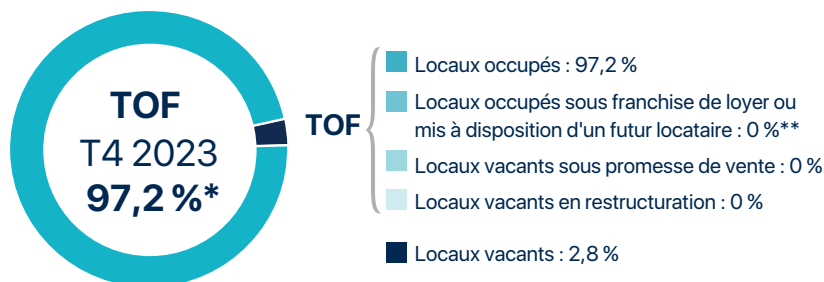 TOF
T4 2023
97,2 %*
TOF
Locaux occupés : 97,2 %
Locaux occupés sous franchise de loyer ou
mis à disposition d'un futur locataire : 0 %**
Locaux vacants sous promesse de vente : 0 %
Locaux vacants en restructuration : 0 %
Locaux vacants : 2,8 %